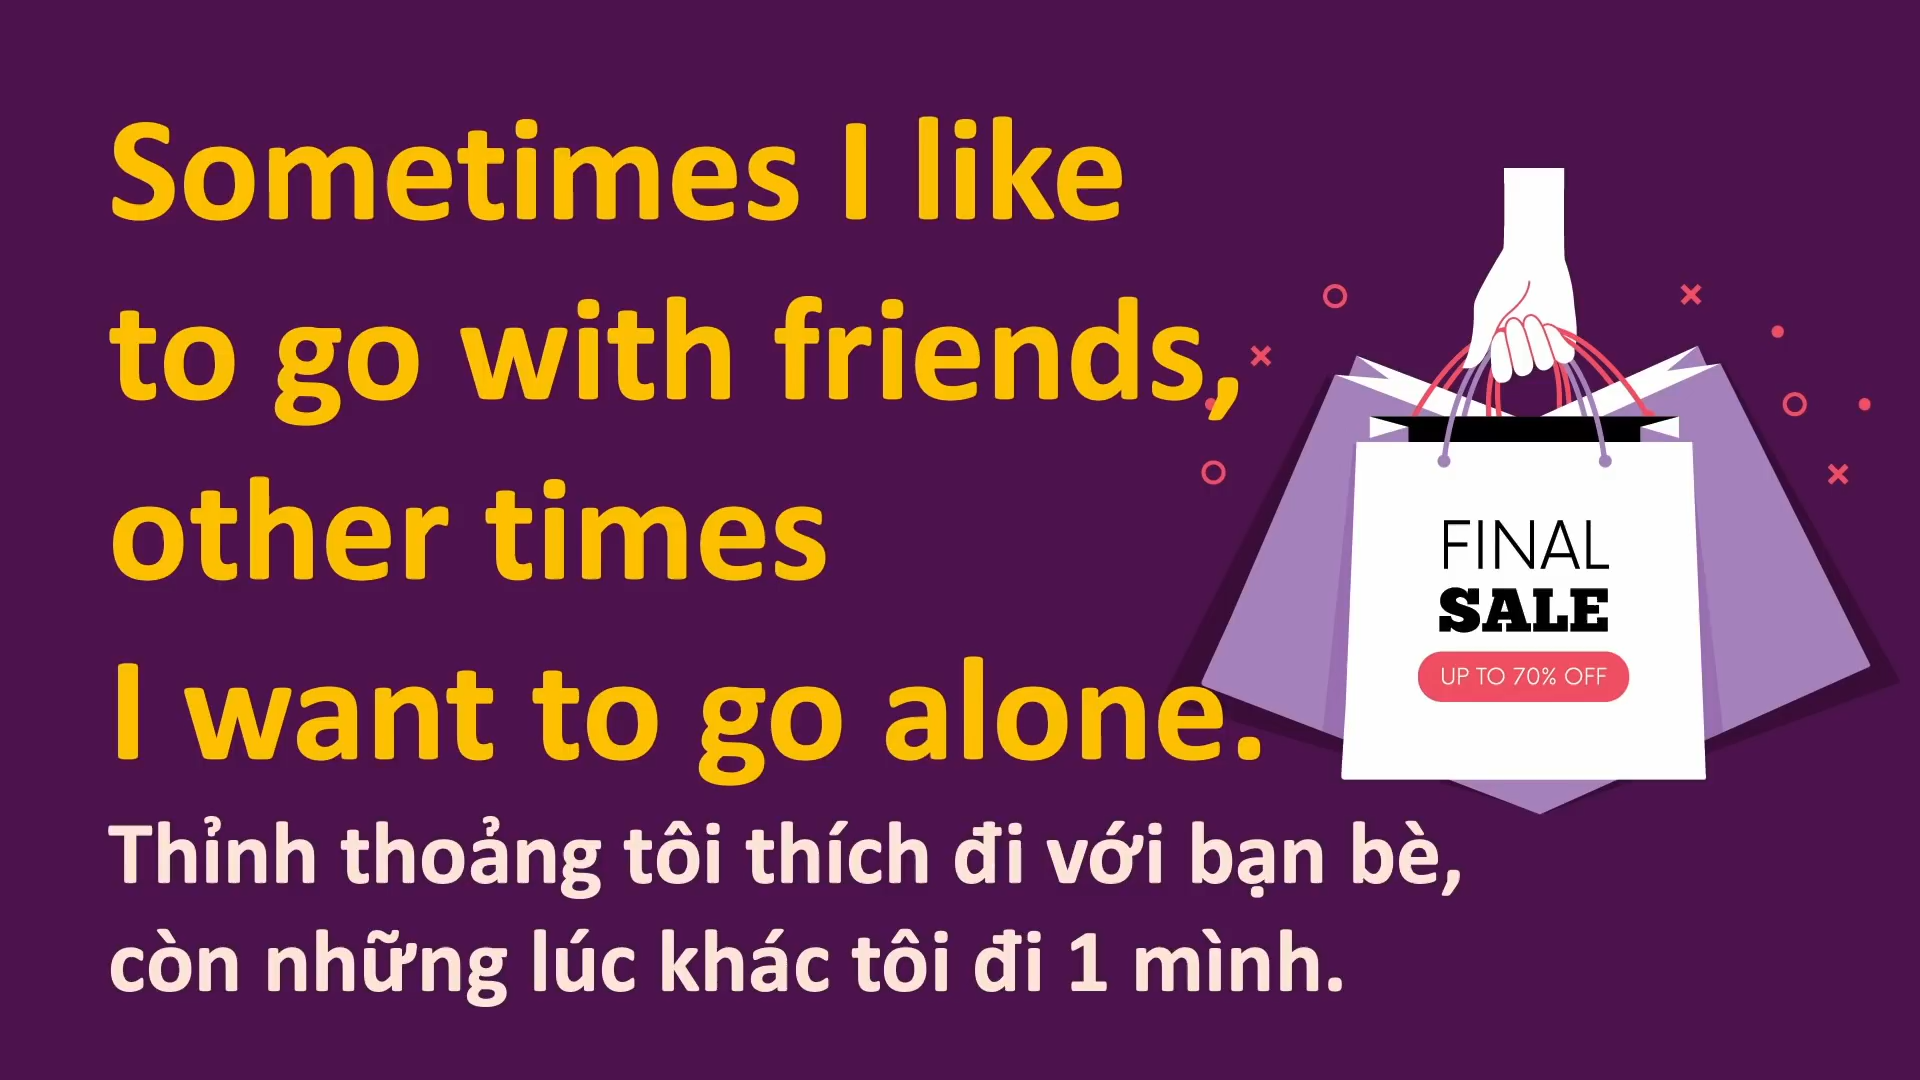 Sometimes I like
to go with friends,
other times
I want to go alone.
Thỉnh thoảng tôi thích đi với bạn bè,
còn những lúc khác tôi đi 1 mình.
FINAL
SALE
UP TO 70% OFF